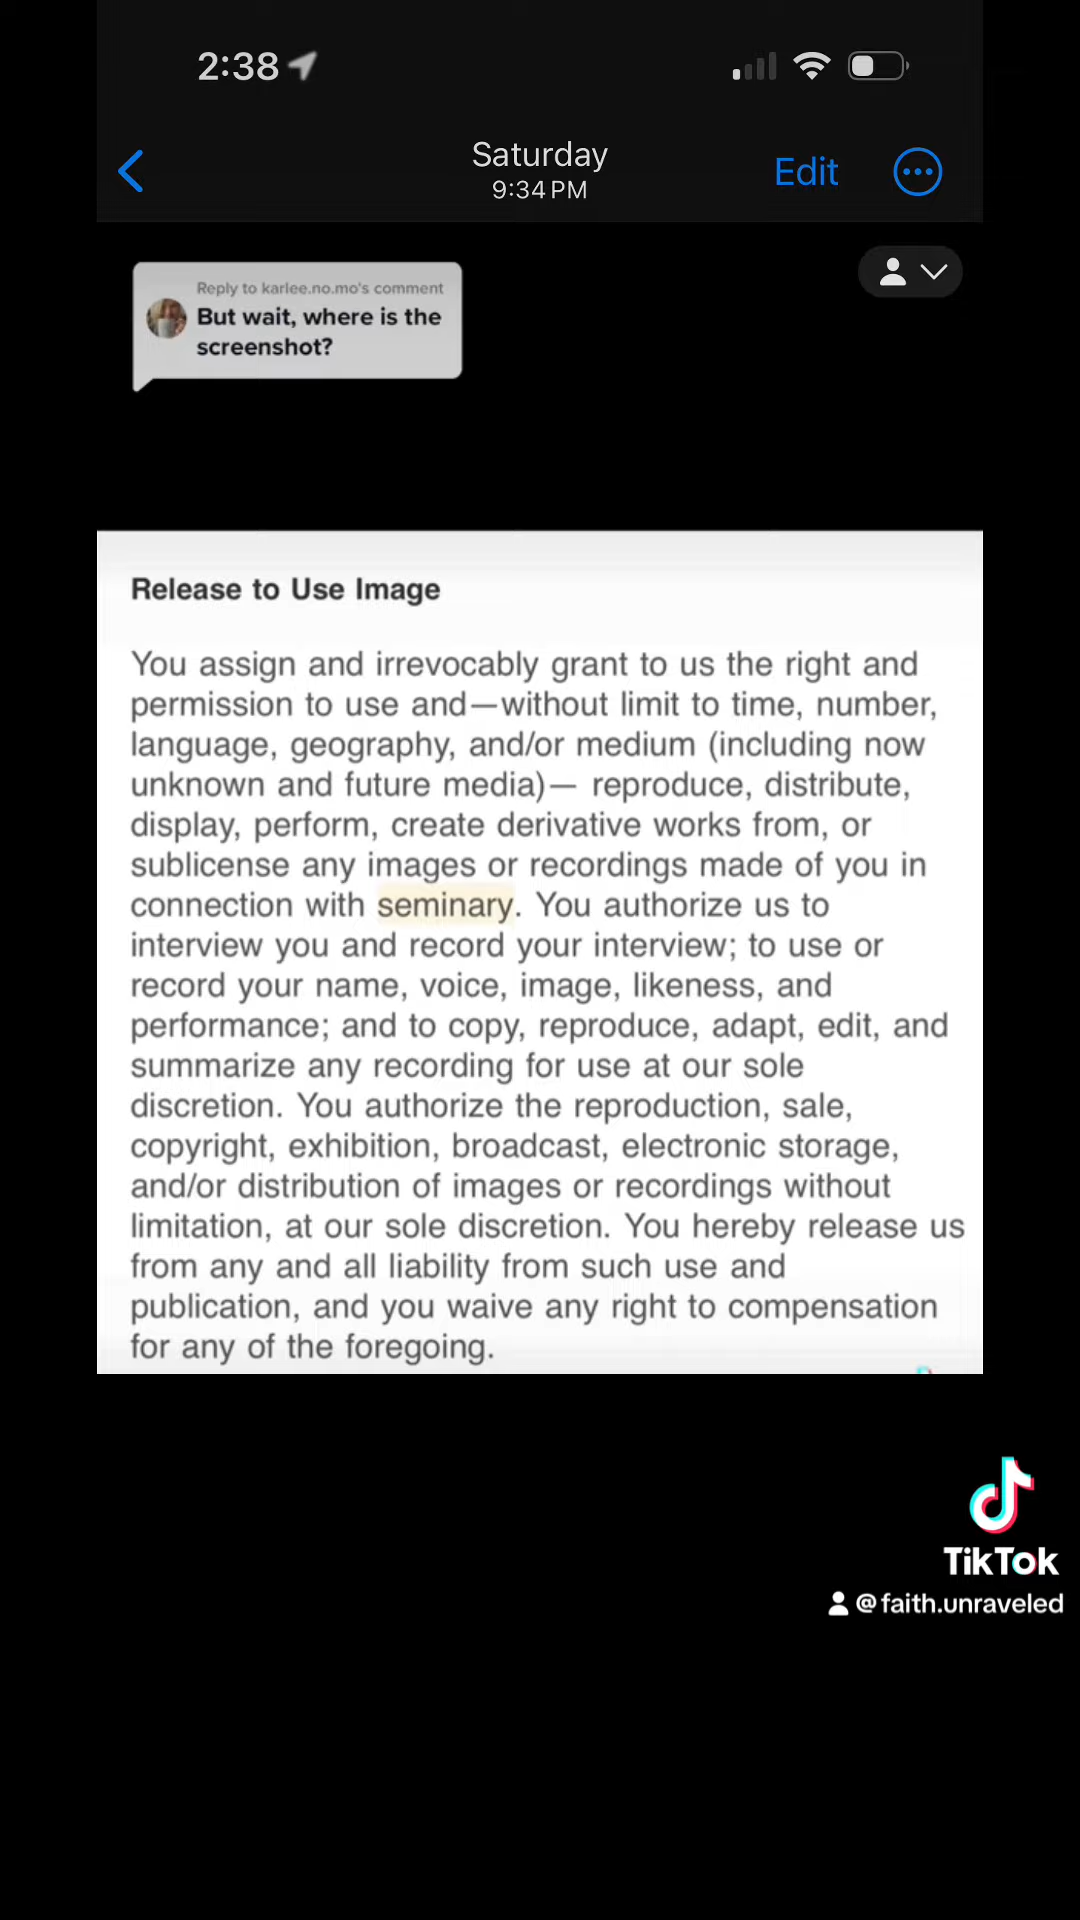 2:38
Saturday
9:34 PM
Edit
Reply to karlee.no.mo's comment
But wait, where is the
screenshot?
Release to Use Image
You assign and irrevocably grant to us the right and
permission to use and—without limit to time, number,
language, geography, and/or medium (including now
unknown and future media)— reproduce, distribute,
display, perform, create derivative works from, or
sublicense any images or recordings made of you in
connection with seminary. You authorize us to
interview you and record your interview; to use or
record your name, voice, image, likeness, and
performance; and to copy, reproduce, adapt, edit, and
summarize any recording for use at our sole
discretion. You authorize the reproduction, sale,
copyright, exhibition, broadcast, electronic storage,
and/or distribution of images or recordings without
limitation, at our sole discretion. You hereby release us
from any and all liability from such use and
publication, and you waive any right to compensation
for any of the foregoing.
TikTok
@faith.unraveled